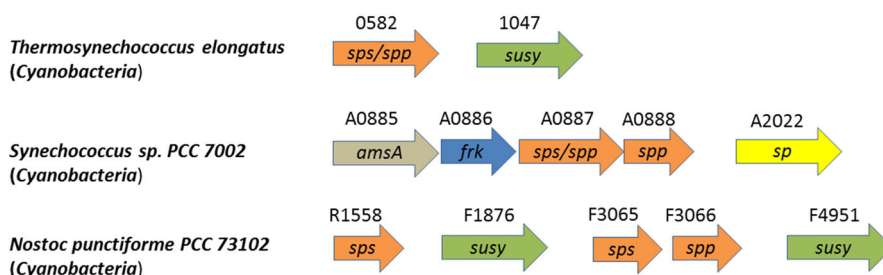 0582 1047
Thermosynechococcus elongatus sps/spp susy
(Cyanobacteria)
A0885 A0886 A0887 A0888 A2022
Synechococcus sp. PCC 7002 amsA frk sps/spp spp sp
(Cyanobacteria)
R1558 F1876 F3065 F3066 F4951
Nostoc punctiforme PCC 73102 sps susy sps spp susy
(Cyanobacteria)